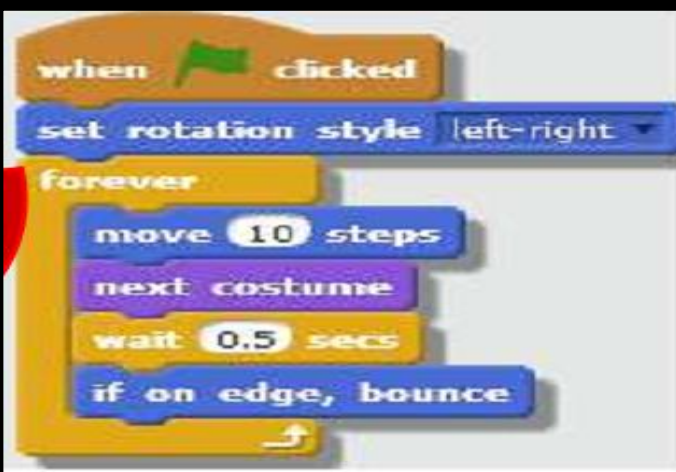 when clicked
set rotation style left-right
forever
move 10 steps
next costume
wait 0.5 secs
if on edge, bounce